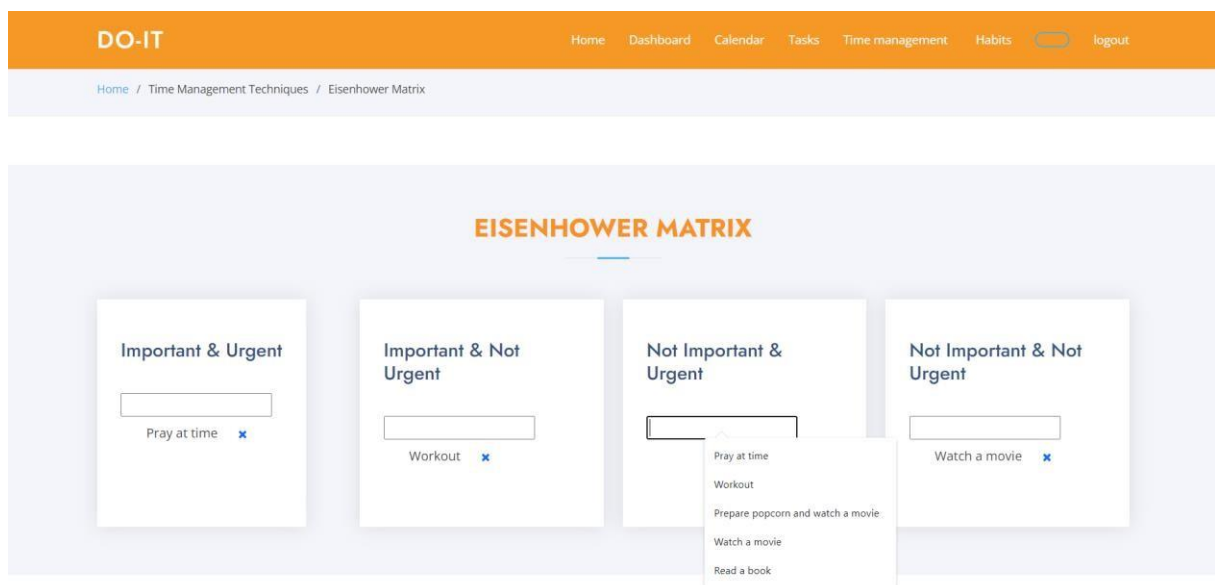 DO-IT
Home Dashboard Calendar Tasks Time management Habits logout
Home / Time Management Techniques / Eisenhower Matrix
EISENHOWER MATRIX
Important & Urgent
Pray at time ×
Important & Not
Urgent
Workout ×
Not Important &
Urgent
Pray at time
Workout
Prepare popcorn and watch a movie
Watch a movie
Read a book
Not Important & Not
Urgent
Watch a movie ×